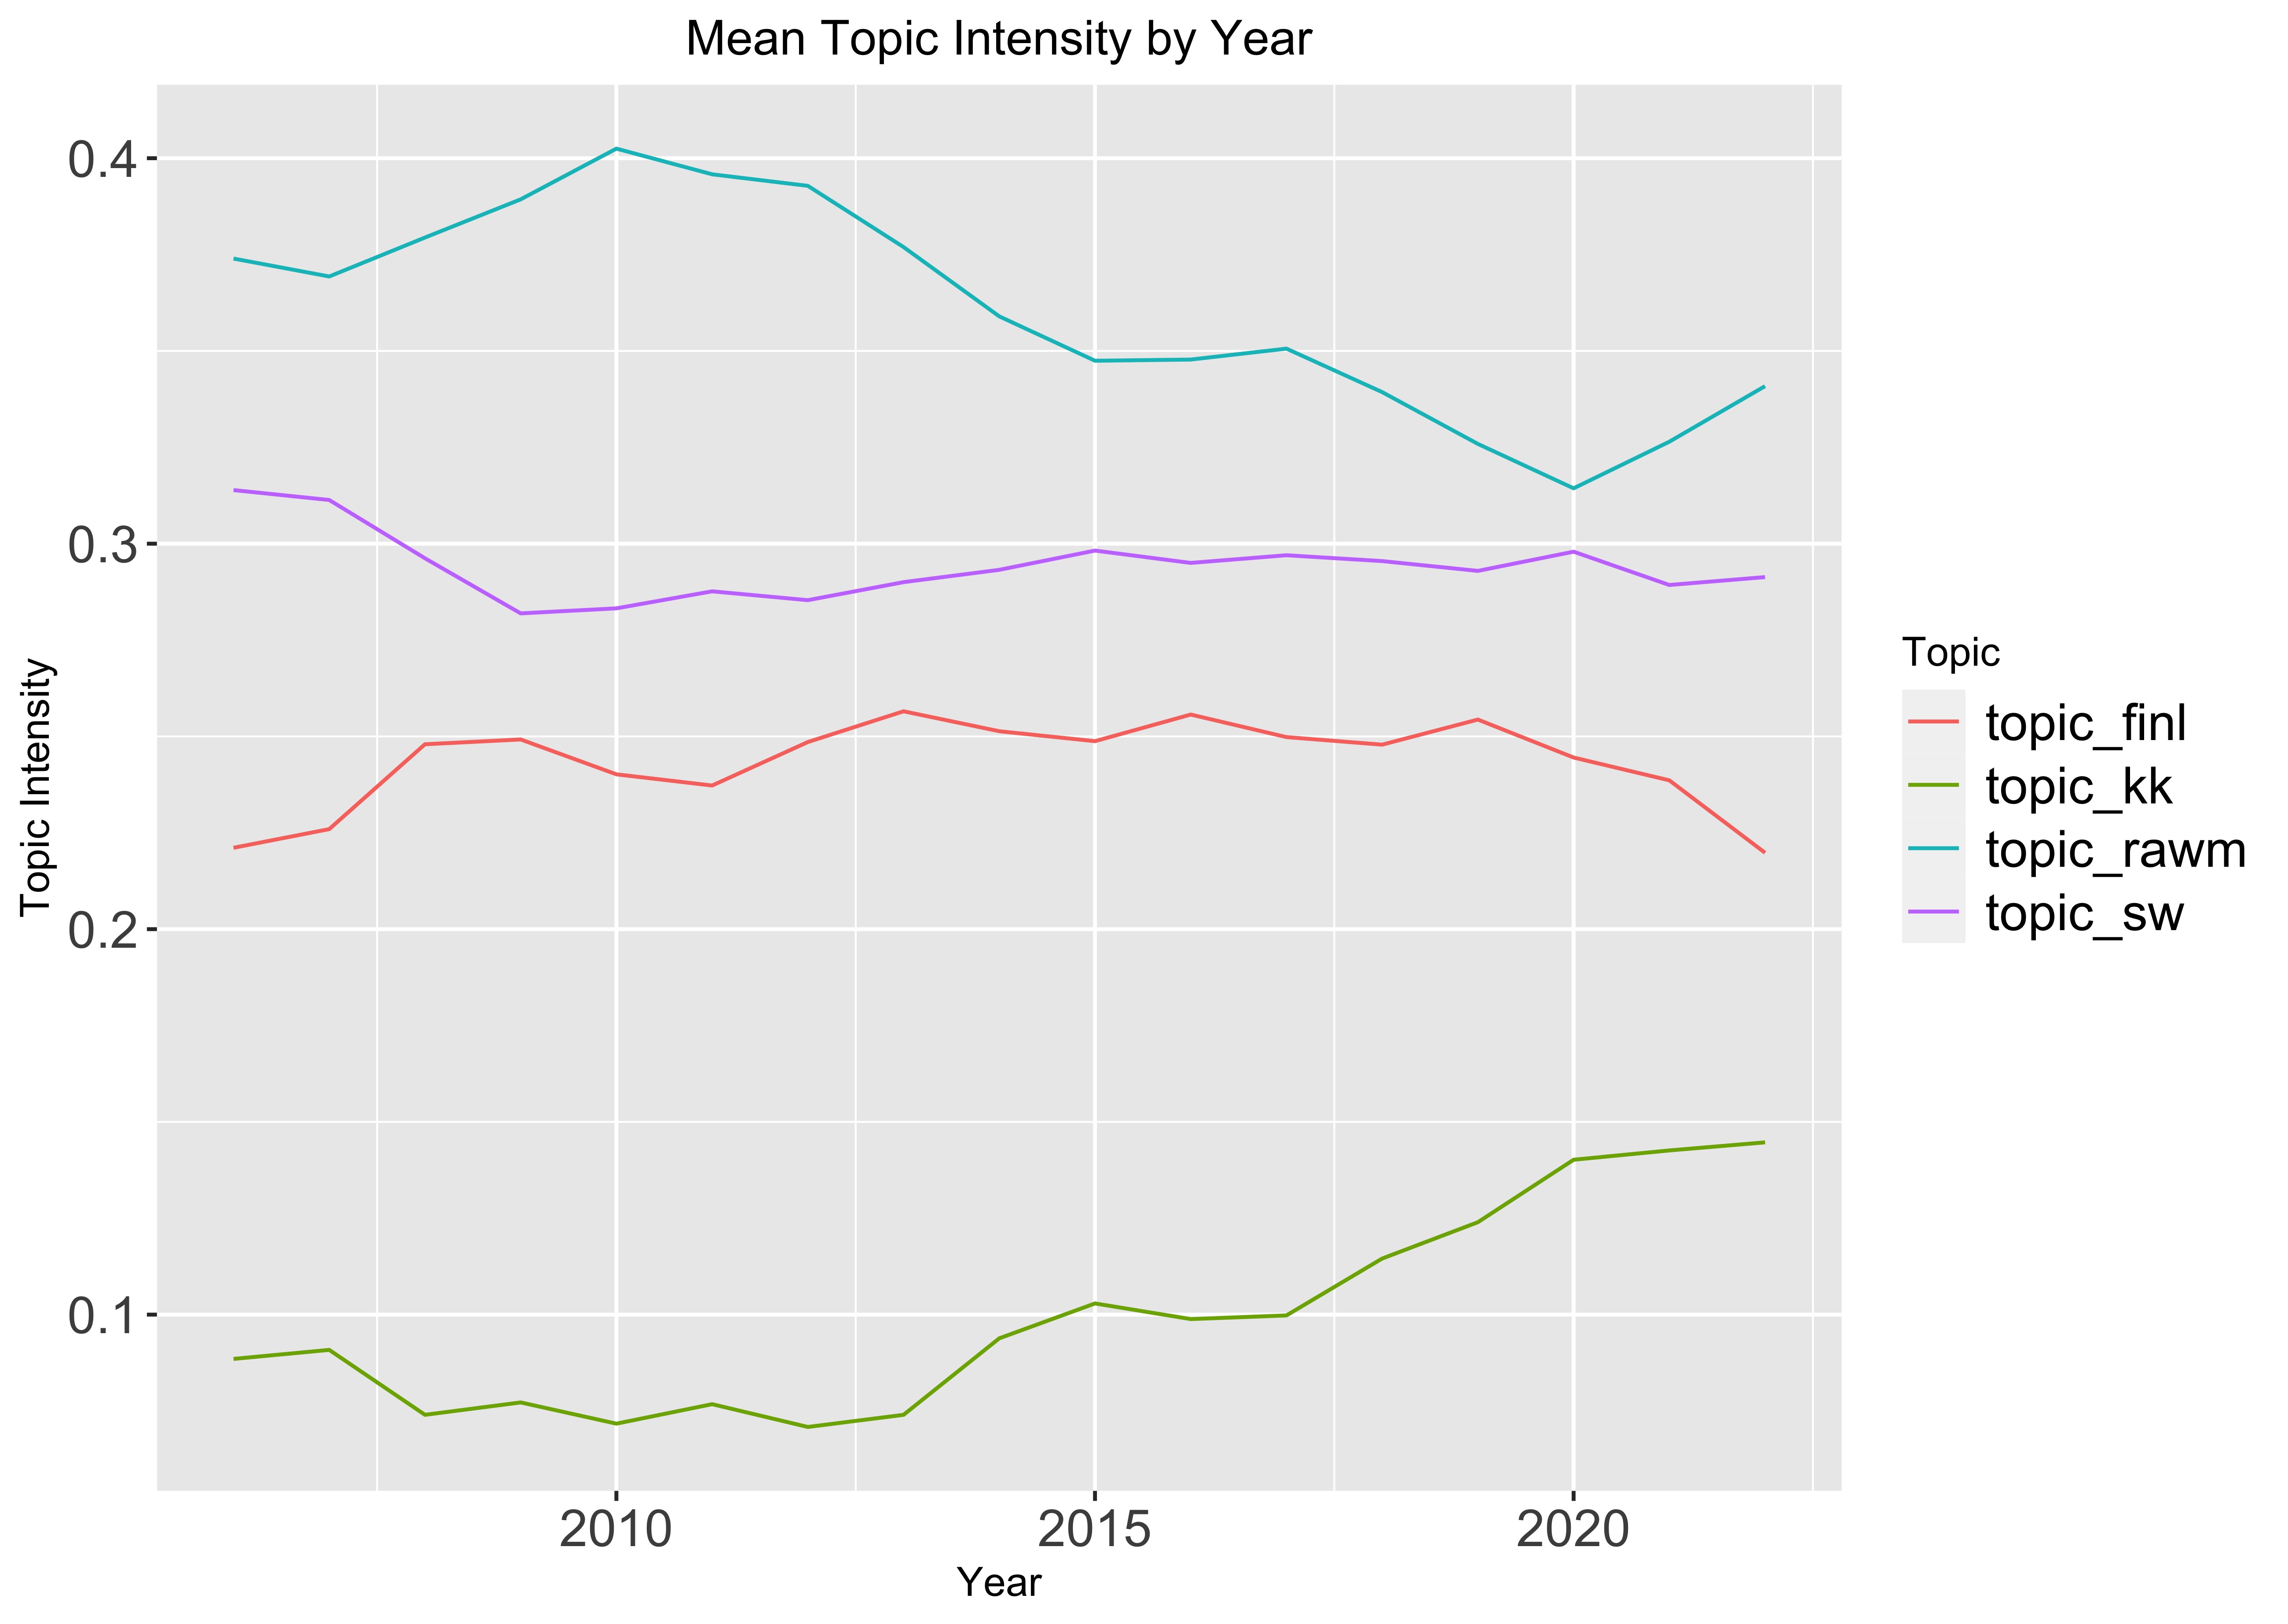 Mean Topic Intensity by Year
Topic Intensity
0.4
0.3
0.2
0.1
2010
2015
2020
Year
Topic
topic_finl
topic_kk
topic_rawm
topic_sw